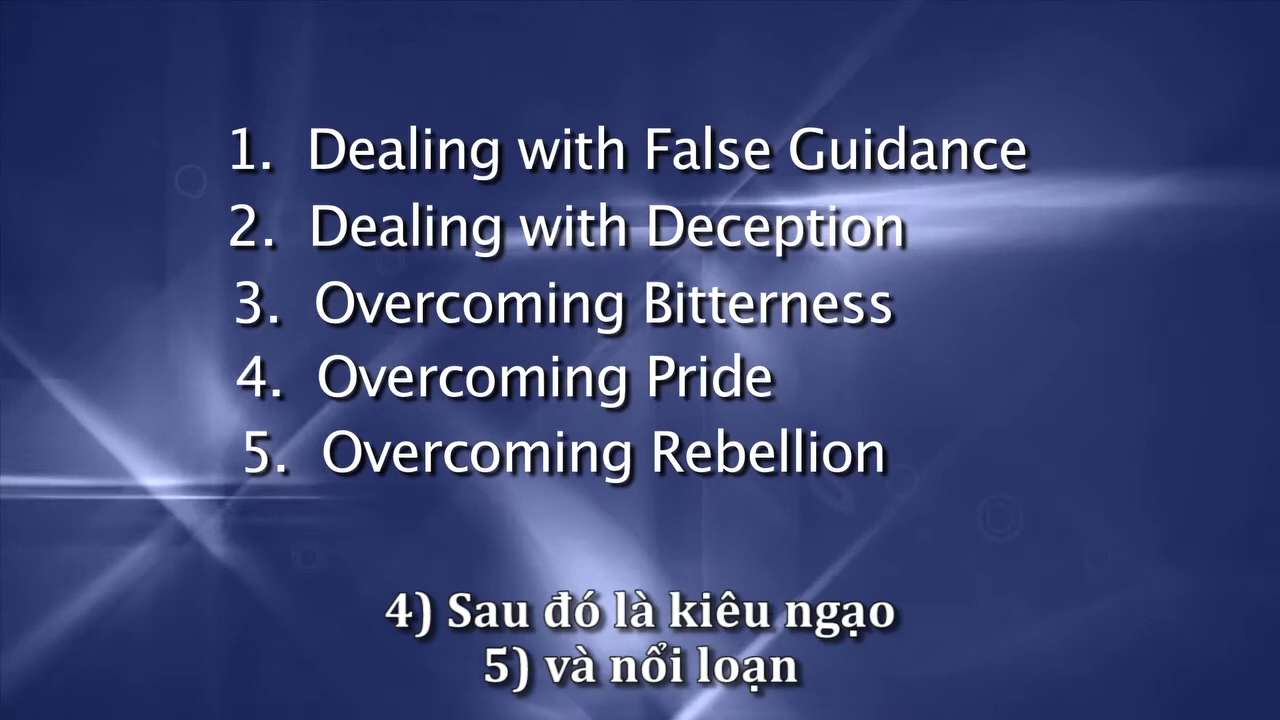 1. Dealing with False Guidance
2. Dealing with Deception
3. Overcoming Bitterness
4. Overcoming Pride
5. Overcoming Rebellion
4) Sau đó là kiêu ngạo
5) và nổi loạn